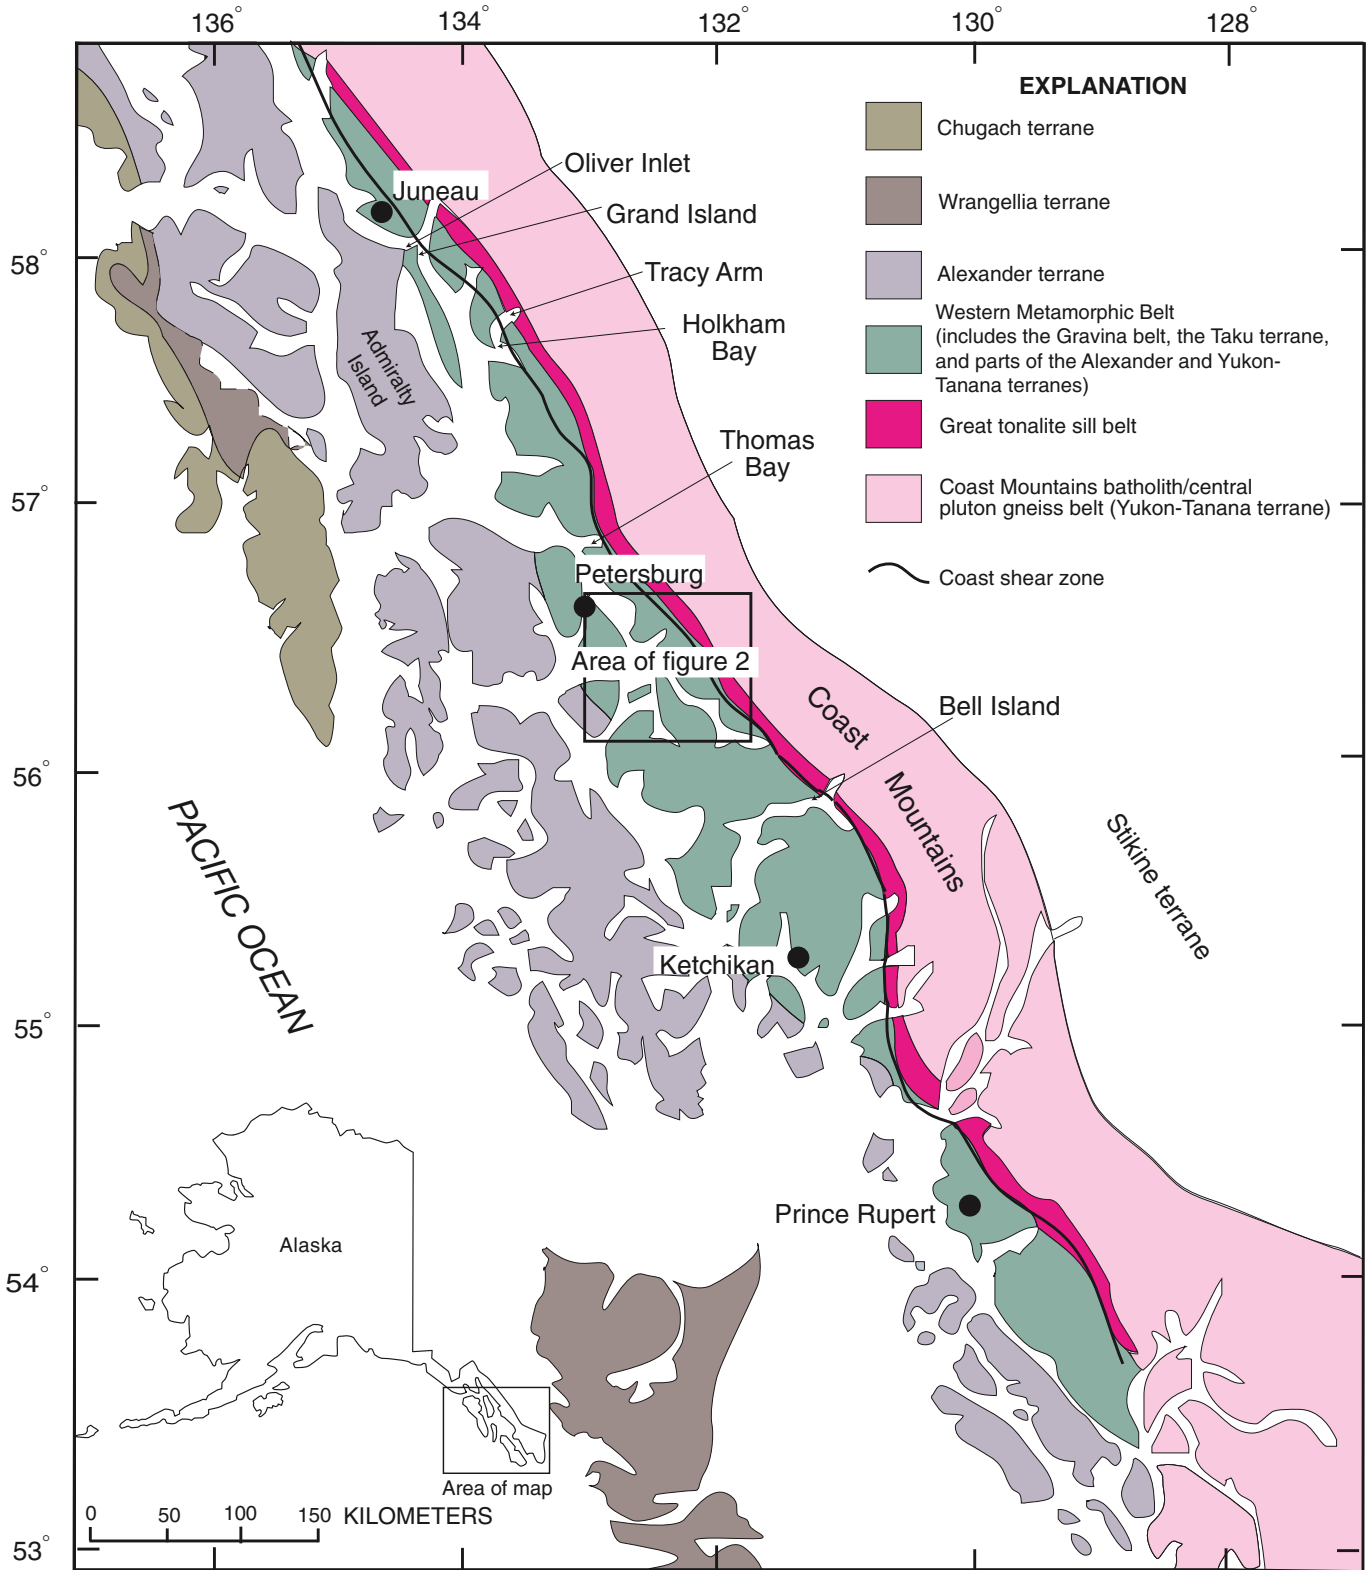 136°
134°
132°
130°
128°
EXPLANATION
Chugach terrane
Wrangellia terrane
Alexander terrane
Western Metamorphic Belt
(includes the Gravina belt, the Taku terrane,
and parts of the Alexander and Yukon-
Tanana terranes)
Great tonalite sill belt
Coast Mountains batholith/central
pluton gneiss belt (Yukon-Tanana terrane)
Coast shear zone
Oliver Inlet
Juneau
Grand Island
58°
Tracy Arm
Holkham
Bay
Admiralty
Island
Thomas
Bay
57°
Petersburg
Area of figure 2
Bell Island
Coast
Mountains
56°
Stikine terrane
PACIFIC OCEAN
Ketchikan
55°
Prince Rupert
Alaska
54°
Area of map
0
50
100
150
KILOMETERS
53°